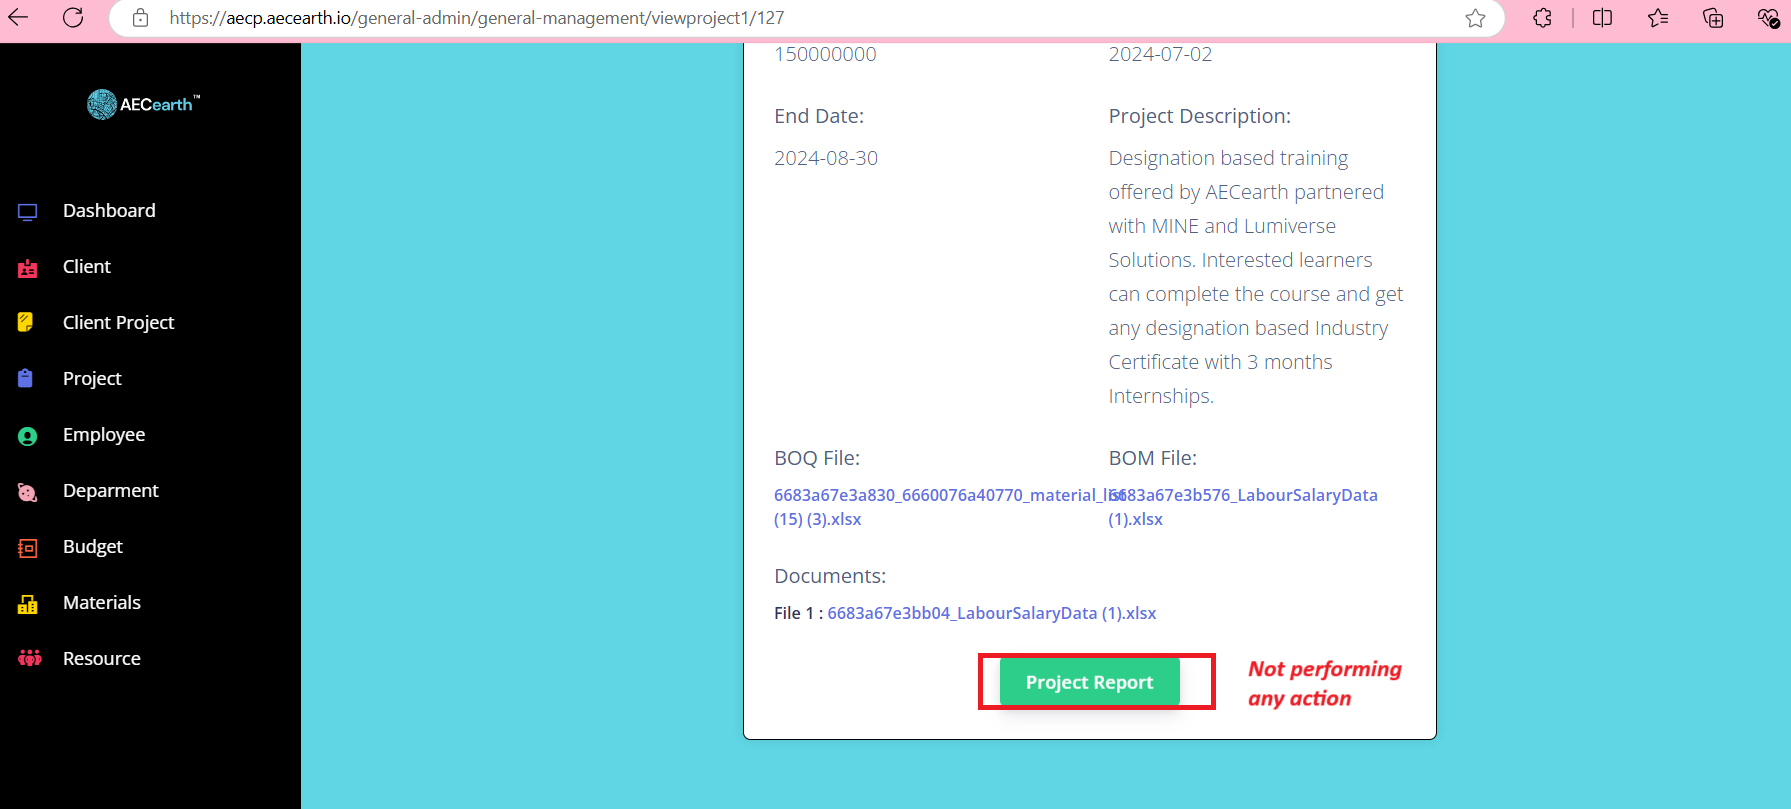 https://aecp.aecearth.io/general-admin/general-management/viewproject1/127
AECearth™
Dashboard
Client
Client Project
Project
Employee
Deparment
Budget
Materials
Resource
150000000
2024-07-02
End Date:
2024-08-30
Project Description:
Designation based training
offered by AECearth partnered
with MINE and Lumiverse
Solutions. Interested learners
can complete the course and get
any designation based Industry
Certificate with 3 months
Internships.
BOQ File:
6683a67e3a830_6660076a40770_material_list
(15) (3).xlsx
BOM File:
6683a67e3b576_LabourSalaryData
(1).xlsx
Documents:
File 1 : 6683a67e3bb04_LabourSalaryData (1).xlsx
Project Report
Not performing
any action